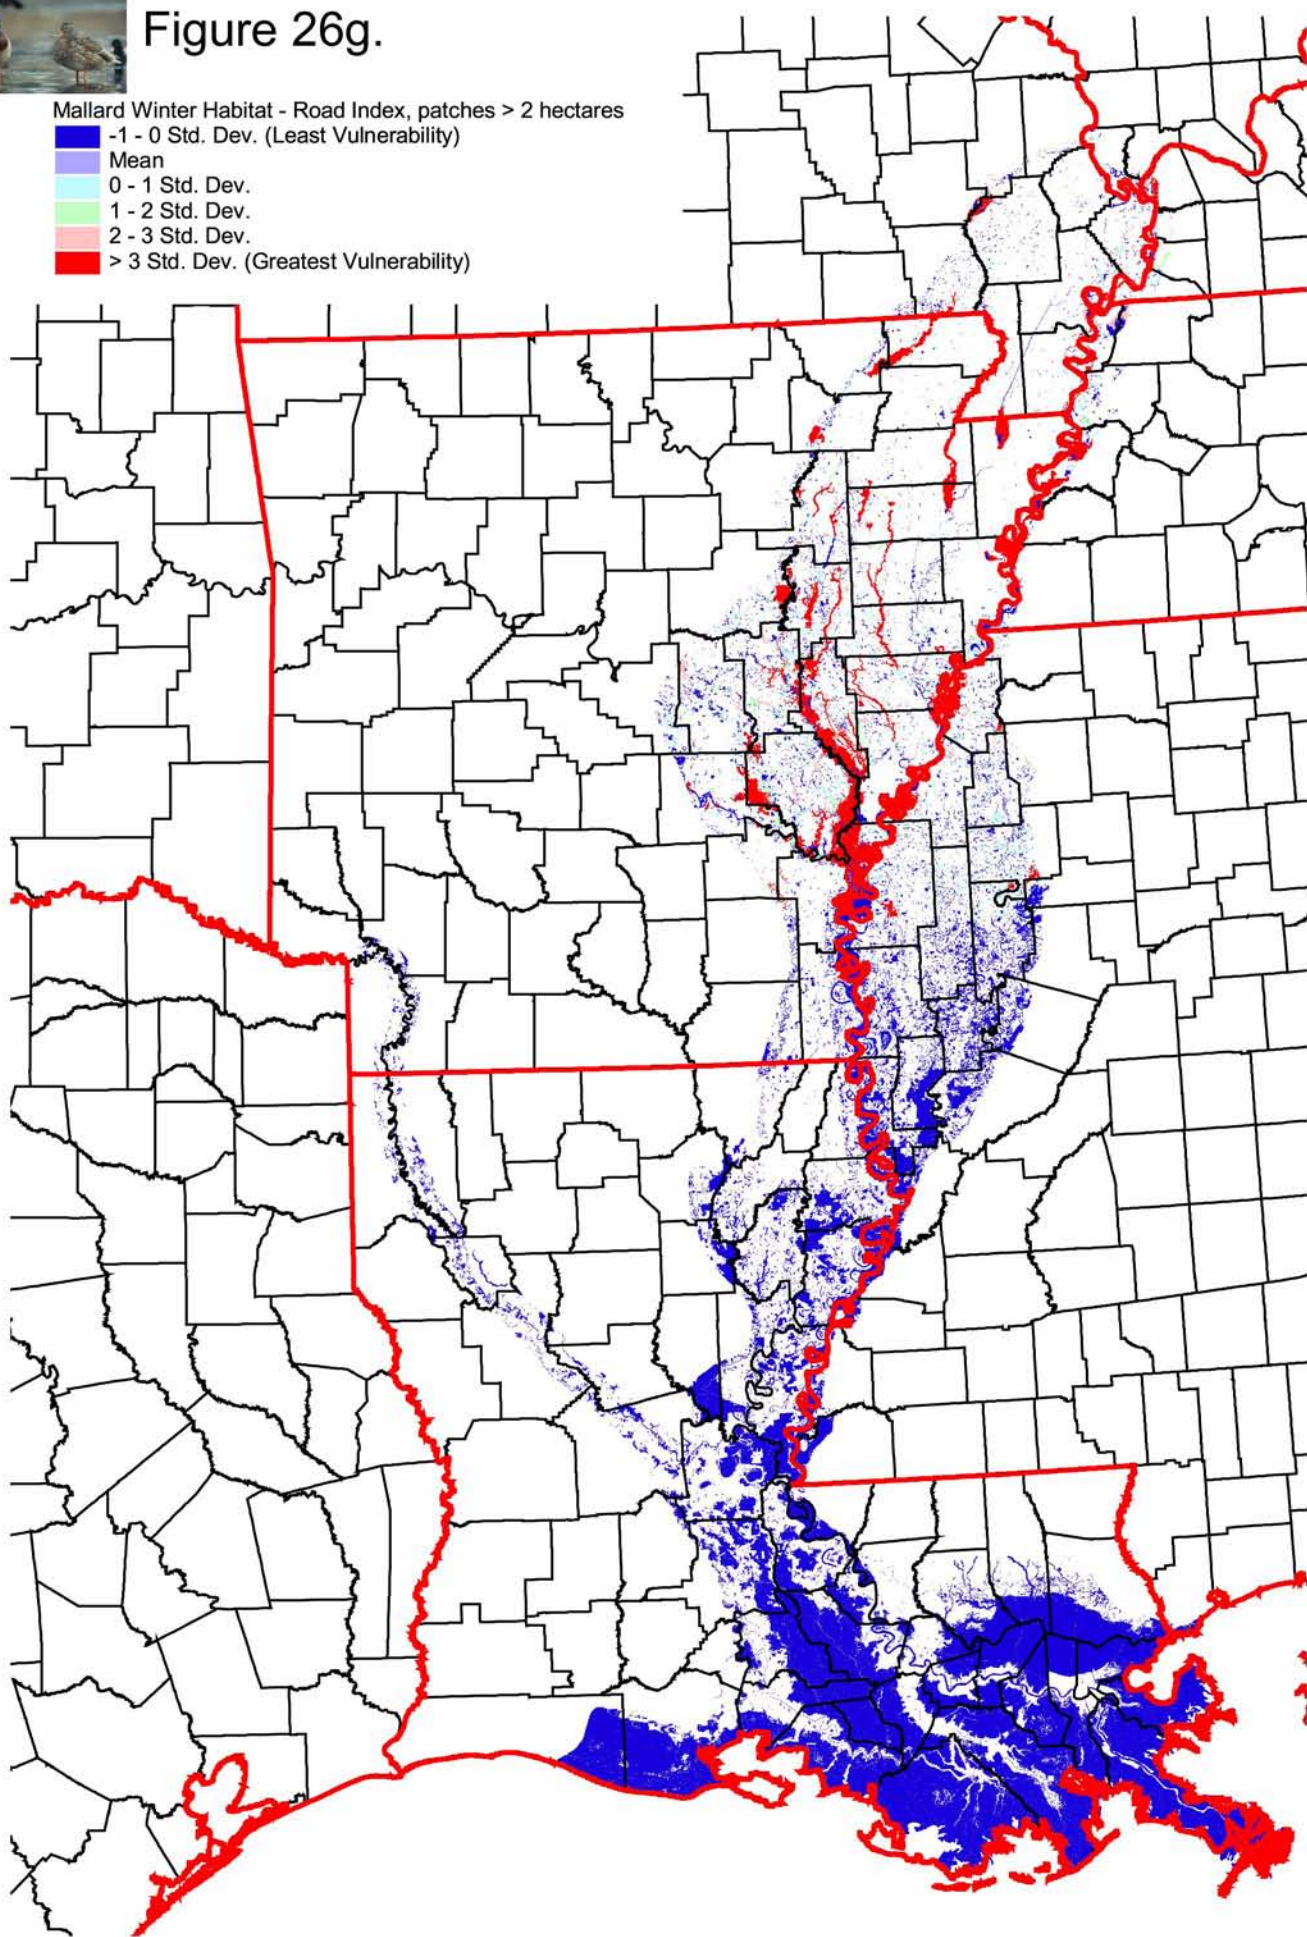 Figure 26g.
Mallard Winter Habitat - Road Index, patches > 2 hectares
-1 - 0 Std. Dev. (Least Vulnerability)
Mean
0 - 1 Std. Dev.
1 - 2 Std. Dev.
2 - 3 Std. Dev.
> 3 Std. Dev. (Greatest Vulnerability)